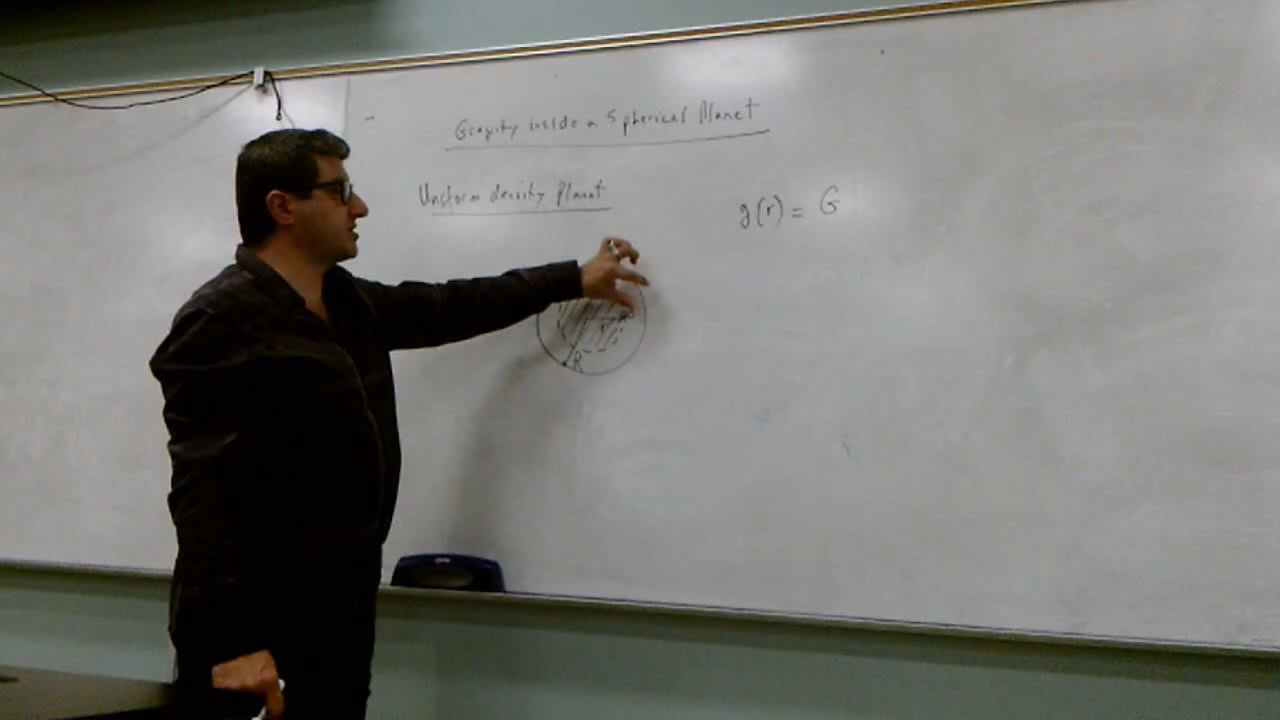 Gravity inside a Spherical Planet
Uniform density Planet
g(r) = G
R